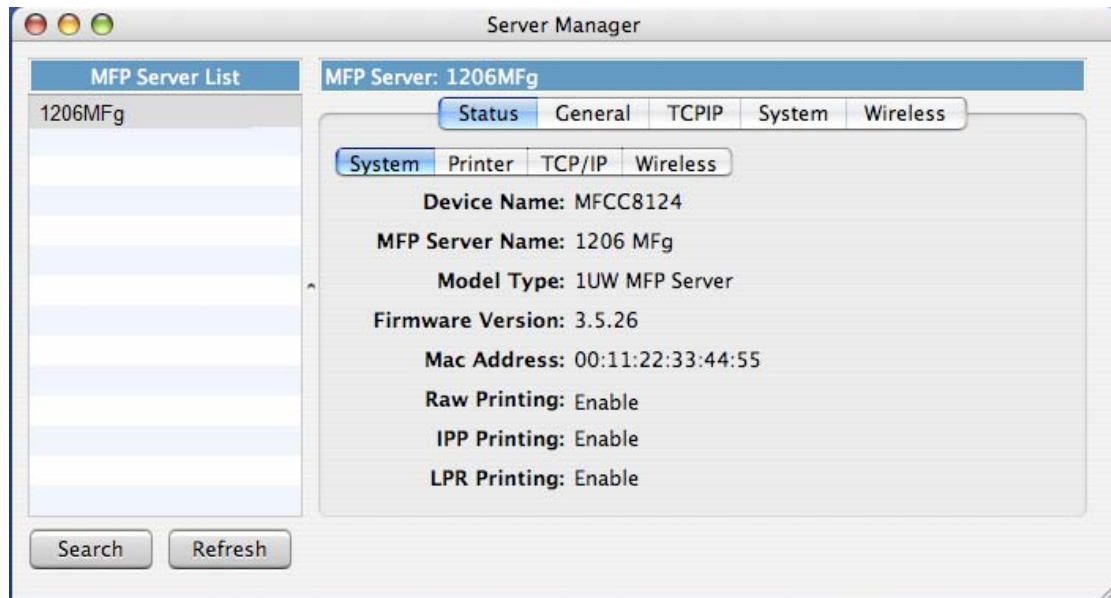 Server Manager
MFP Server List
1206MFg
MFP Server: 1206MFg
Status General TCPIP System Wireless
System Printer TCP/IP Wireless
Device Name: MFCC8124
MFP Server Name: 1206 MFg
Model Type: 1UW MFP Server
Firmware Version: 3.5.26
Mac Address: 00:11:22:33:44:55
Raw Printing: Enable
IPP Printing: Enable
LPR Printing: Enable
Search Refresh